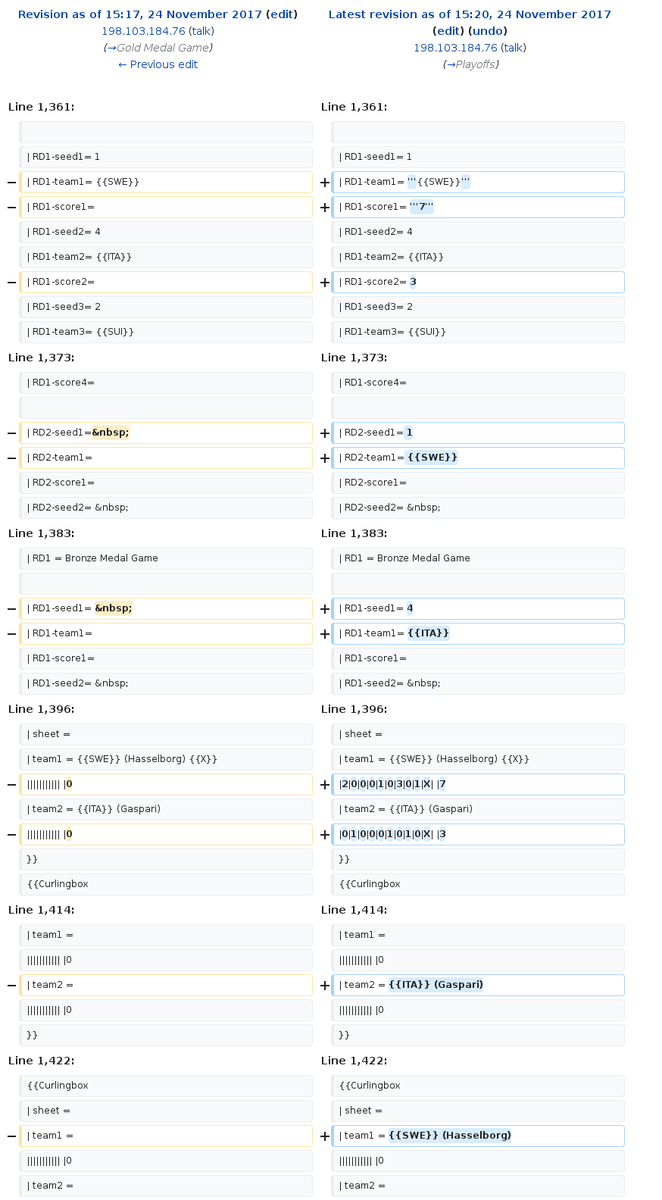 Revision as of 15:17, 24 November 2017 (edit)
198.103.184.76 (talk)
(→Gold Medal Game)
← Previous edit
Latest revision as of 15:20, 24 November 2017
(edit) (undo)
198.103.184.76 (talk)
(→Playoffs)
Line 1,361: Line 1,361:
| RD1-seed1= 1 | RD1-seed1= 1
− | RD1-team1= {{SWE}} + | RD1-team1= '''{{SWE}}'''
− | RD1-score1= + | RD1-score1= '''7'''
| RD1-seed2= 4 | RD1-seed2= 4
| RD1-team2= {{ITA}} | RD1-team2= {{ITA}}
− | RD1-score2= + | RD1-score2= 3
| RD1-seed3= 2 | RD1-seed3= 2
| RD1-team3= {{SUI}} | RD1-team3= {{SUI}}
Line 1,373: Line 1,373:
| RD1-score4= | RD1-score4=
− | RD2-seed1=&nbsp; + | RD2-seed1= 1
− | RD2-team1= + | RD2-team1= {{SWE}}
| RD2-score1= | RD2-score1=
| RD2-seed2= &nbsp; | RD2-seed2= &nbsp;
Line 1,383: Line 1,383:
| RD1 = Bronze Medal Game | RD1 = Bronze Medal Game
− | RD1-seed1= &nbsp; + | RD1-seed1= 4
− | RD1-team1= + | RD1-team1= {{ITA}}
| RD1-score1= | RD1-score1=
| RD1-seed2= &nbsp; | RD1-seed2= &nbsp;
Line 1,396: Line 1,396:
| sheet = | sheet =
| team1 = {{SWE}} (Hasselborg) {{X}} | team1 = {{SWE}} (Hasselborg) {{X}}
− ||||||||||| |0 + |2|0|0|0|1|0|3|0|1|X| |7
| team2 = {{ITA}} (Gaspari) | team2 = {{ITA}} (Gaspari)
− ||||||||||| |0 + |0|1|0|0|0|1|0|1|0|X| |3
}} }}
{{Curlingbox {{Curlingbox
Line 1,414: Line 1,414:
| team1 = | team1 =
||||||||||| |0 ||||||||||| |0
− | team2 = + | team2 = {{ITA}} (Gaspari)
||||||||||| |0 ||||||||||| |0
}} }}
Line 1,422: Line 1,422:
{{Curlingbox {{Curlingbox
| sheet = | sheet =
− | team1 = + | team1 = {{SWE}} (Hasselborg)
||||||||||| |0 ||||||||||| |0
| team2 = | team2 =